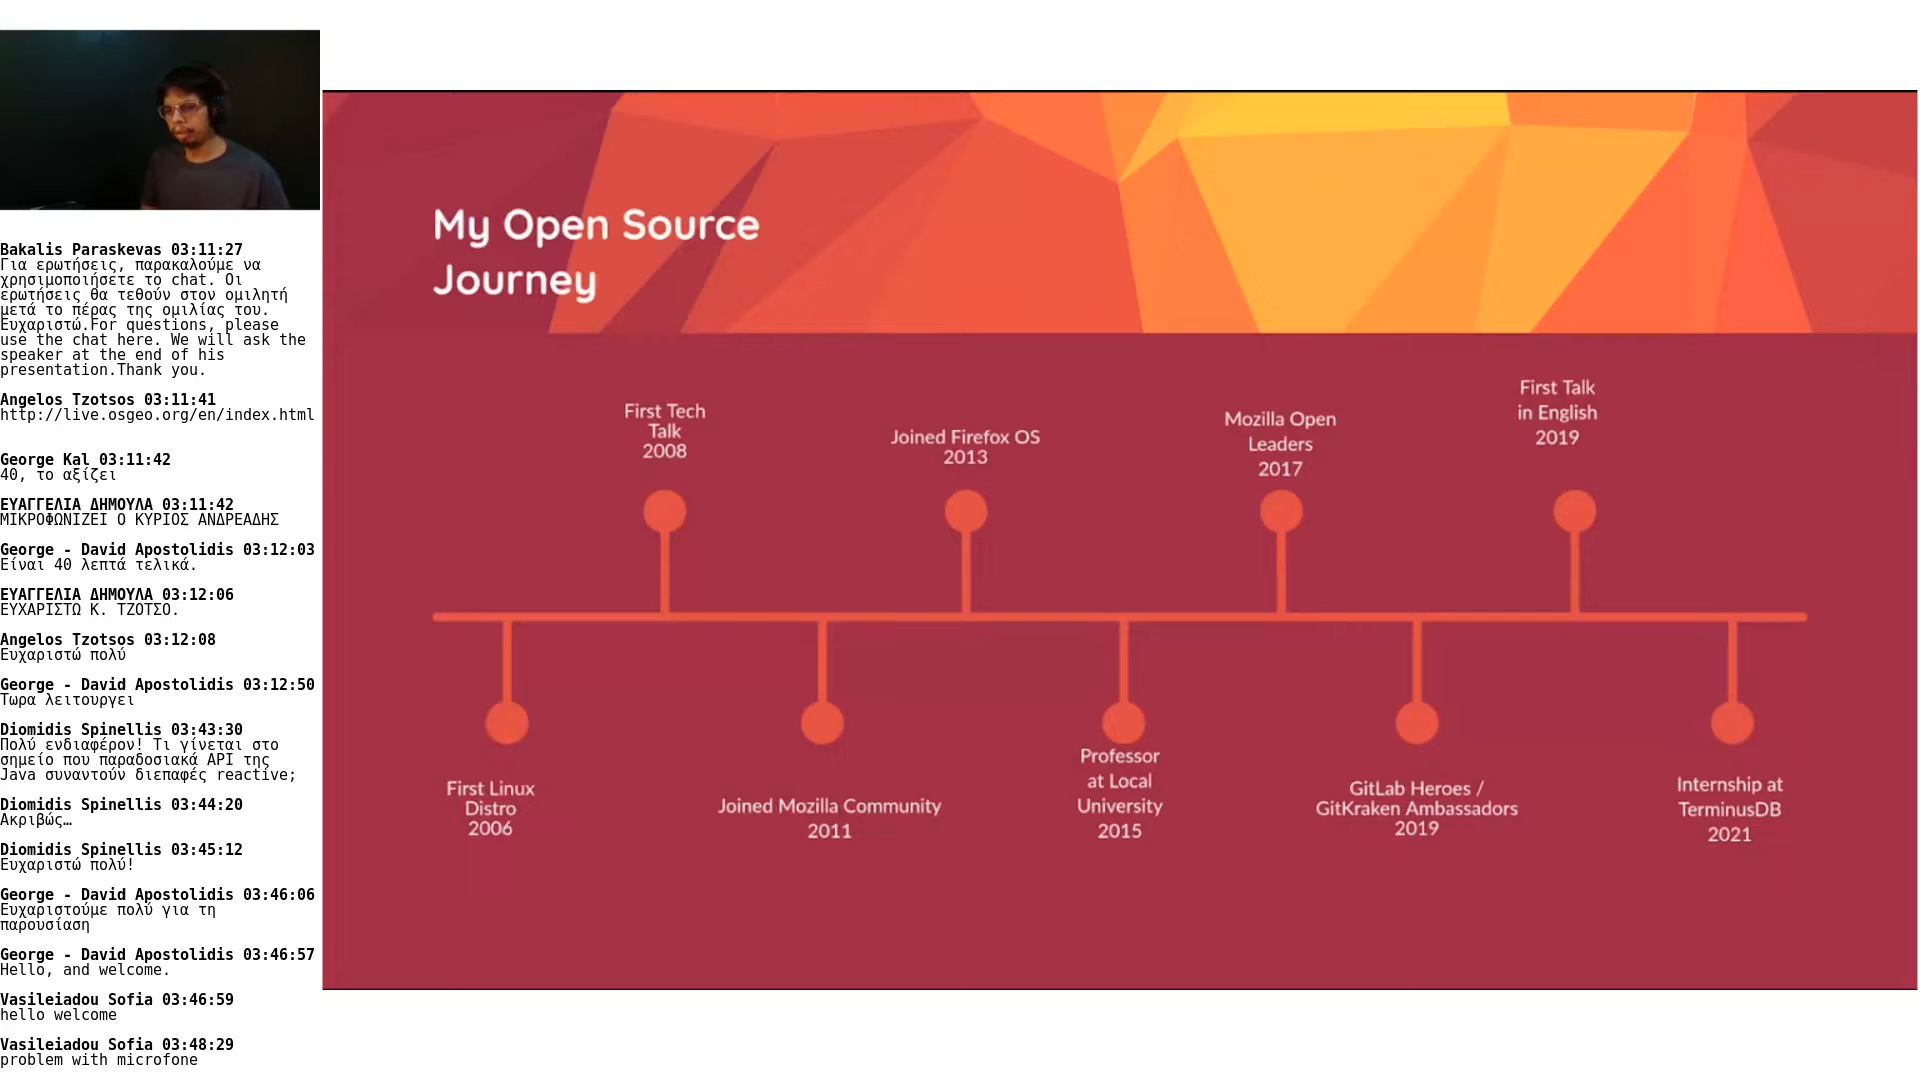 Bakalis Paraskevas 03:11:27
Για ερωτήσεις, παρακαλούμε να
χρησιμοποιήσετε το chat. Οι
ερωτήσεις θα τεθούν στον ομιλητή
μετά το πέρας της ομιλίας του.
Ευχαριστώ.For questions, please
use the chat here. We will ask the
speaker at the end of his
presentation.Thank you.
Angelos Tzotsos 03:11:41
http://live.osgeo.org/en/index.html
George Kal 03:11:42
40, το αξίζει
ΕΥΑΓΓΕΛΙΑ ΔΗΜΟΥΛΑ 03:11:42
ΜΙΚΡΟΦΩΝΙΖΕΙ Ο ΚΥΡΙΟΣ ΑΝΔΡΕΑΔΗΣ
George - David Apostolidis 03:12:03
Είναι 40 λεπτά τελικά.
ΕΥΑΓΓΕΛΙΑ ΔΗΜΟΥΛΑ 03:12:06
ΕΥΧΑΡΙΣΤΩ Κ. ΤΖΟΤΣΟ.
Angelos Tzotsos 03:12:08
Ευχαριστώ πολύ
George - David Apostolidis 03:12:50
Τωρα λειτουργει
Diomidis Spinellis 03:43:30
Πολύ ενδιαφέρον! Τι γίνεται στο
σημείο που παραδοσιακά API της
Java συναντούν διεπαφές reactive;
Diomidis Spinellis 03:44:20
Ακριβώς…
Diomidis Spinellis 03:45:12
Ευχαριστώ πολύ!
George - David Apostolidis 03:46:06
Ευχαριστούμε πολύ για τη
παρουσίαση
George - David Apostolidis 03:46:57
Hello, and welcome.
Vasileiadou Sofia 03:46:59
hello welcome
Vasileiadou Sofia 03:48:29
problem with microfone
My Open Source
Journey
First Tech
Talk
2008
Joined Firefox OS
2013
Mozilla Open
Leaders
2017
First Talk
in English
2019
First Linux
Distro
2006
Joined Mozilla Community
2011
Professor
at Local
University
2015
GitLab Heroes /
GitKraken Ambassadors
2019
Internship at
TerminusDB
2021